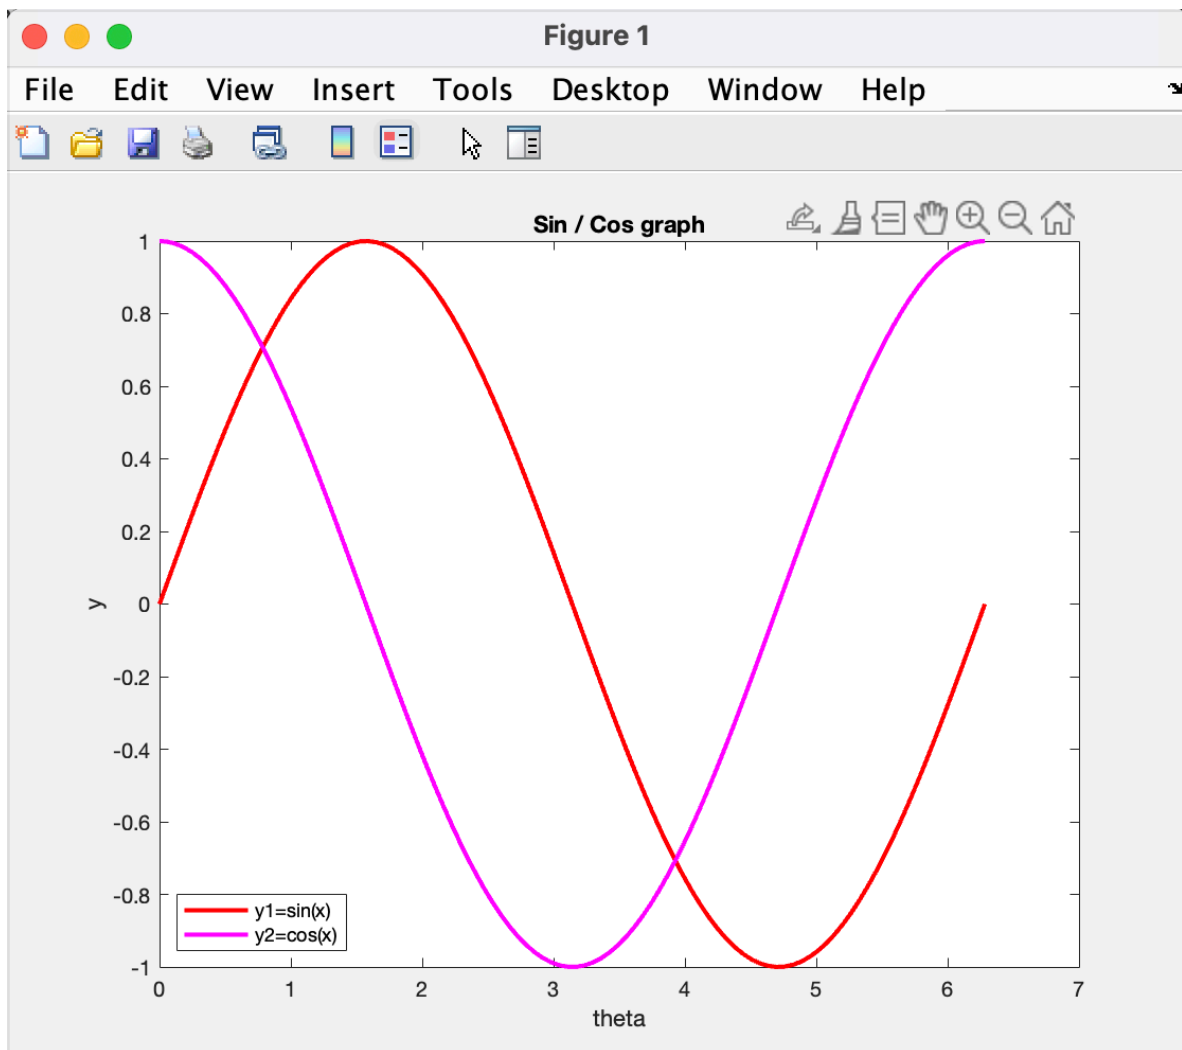 Figure 1
File Edit View Insert Tools Desktop Window Help
Sin / Cos graph
1
0.8
0.6
0.4
0.2
0
-0.2
-0.4
-0.6
-0.8
-1
y
y1=sin(x)
y2=cos(x)
0 1 2 3 4 5 6 7
theta